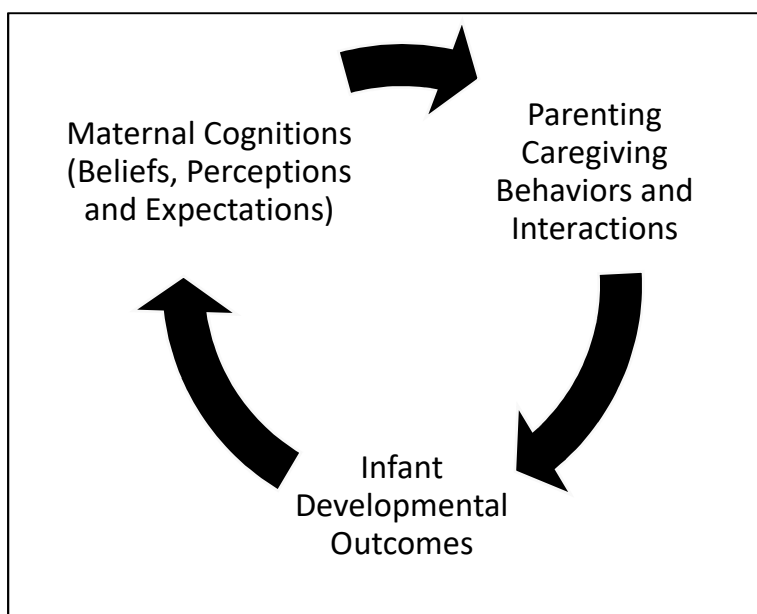 Maternal Cognitions
(Beliefs, Perceptions
and Expectations)
Parenting
Caregiving
Behaviors and
Interactions
Infant
Developmental
Outcomes